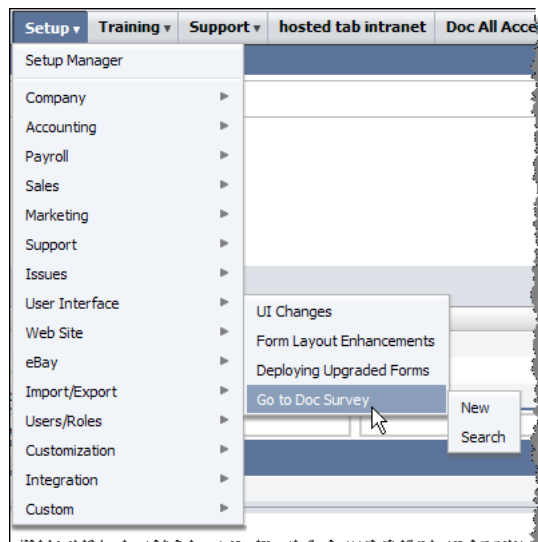 Setup Training Support hosted tab intranet Doc All Acce
Setup Manager
Company
Accounting
Payroll
Sales
Marketing
Support
Issues
User Interface
Web Site
eBay
Import/Export
Users/Roles
Customization
Integration
Custom
UI Changes
Form Layout Enhancements
Deploying Upgraded Forms
Go to Doc Survey
New
Search